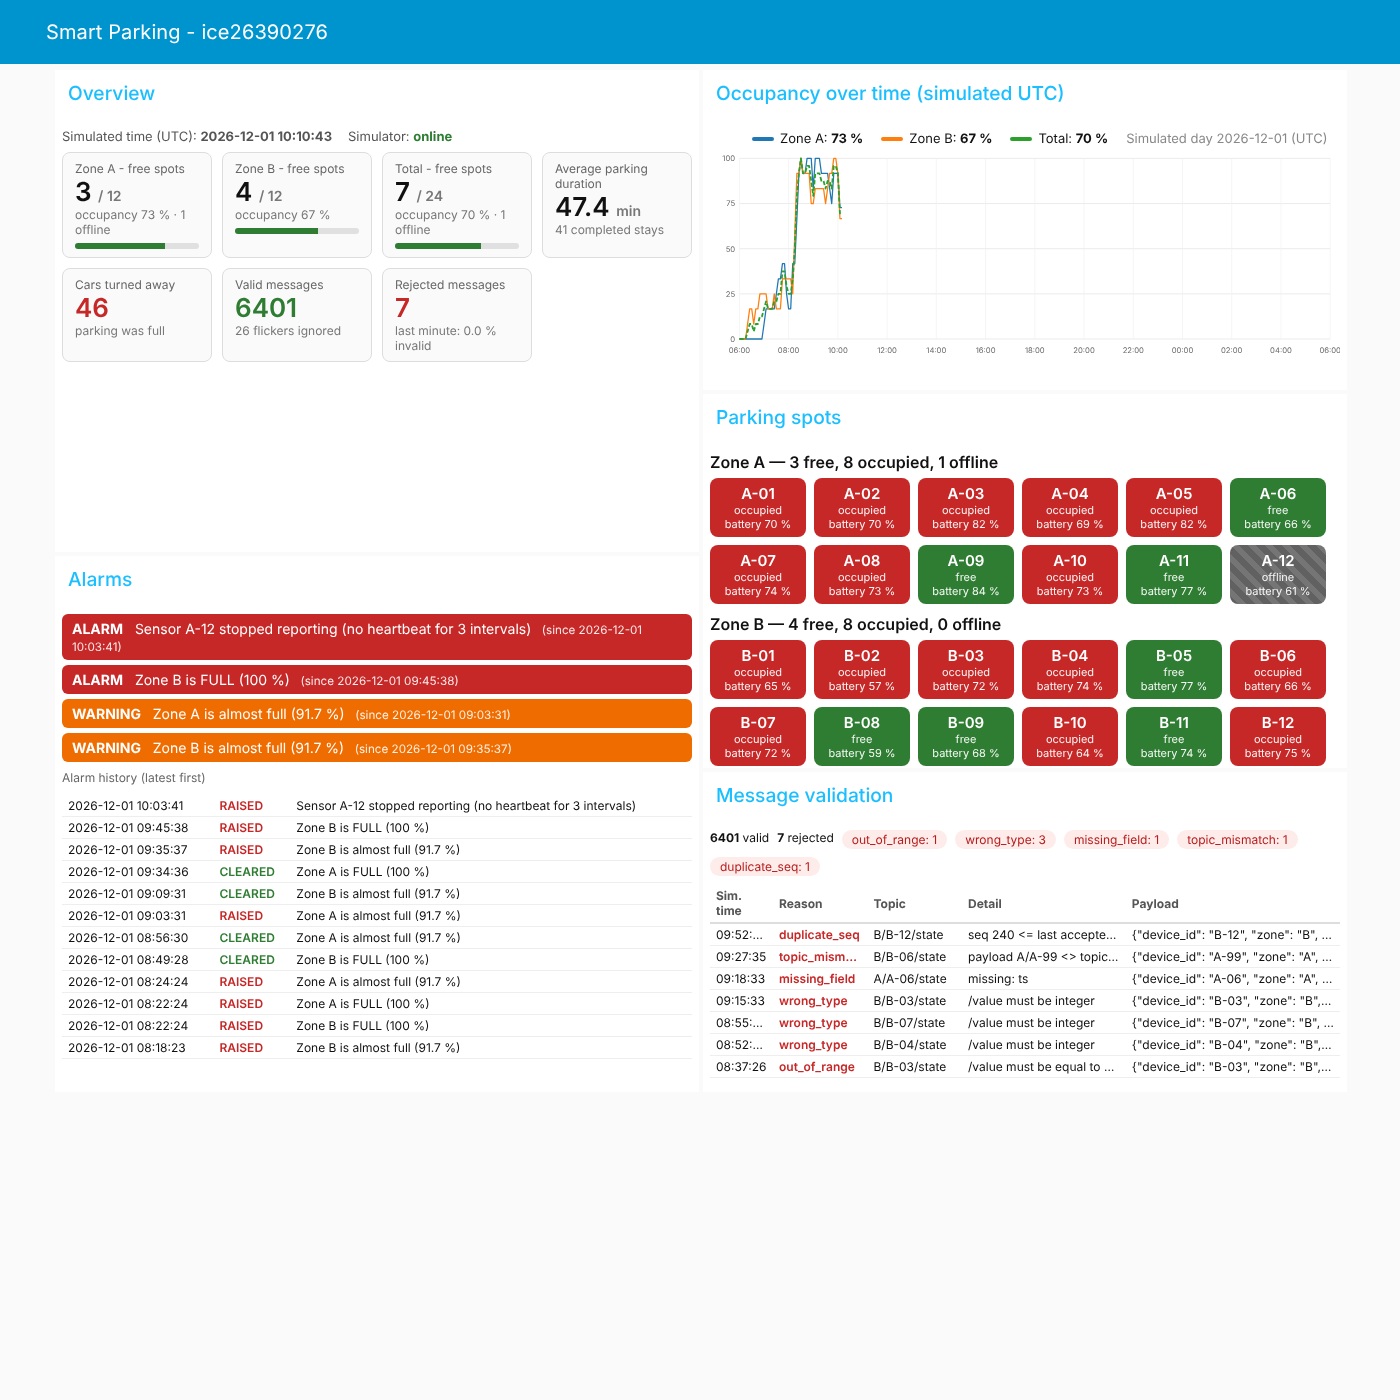 Smart Parking - ice26390276
Overview
Simulated time (UTC): 2026-12-01 10:10:43 Simulator: online
Zone A - free spots
3 / 12
occupancy 73 % · 1
offline
Zone B - free spots
4 / 12
occupancy 67 %
Total - free spots
7 / 24
occupancy 70 % · 1
offline
Average parking
duration
47.4 min
41 completed stays
Cars turned away
46
parking was full
Valid messages
6401
26 flickers ignored
Rejected messages
7
last minute: 0.0 %
invalid
Alarms
ALARM Sensor A-12 stopped reporting (no heartbeat for 3 intervals) (since 2026-12-01
10:03:41)
ALARM Zone B is FULL (100 %) (since 2026-12-01 09:45:38)
WARNING Zone A is almost full (91.7 %) (since 2026-12-01 09:03:31)
WARNING Zone B is almost full (91.7 %) (since 2026-12-01 09:35:37)
Alarm history (latest first)
2026-12-01 10:03:41 RAISED Sensor A-12 stopped reporting (no heartbeat for 3 intervals)
2026-12-01 09:45:38 RAISED Zone B is FULL (100 %)
2026-12-01 09:35:37 RAISED Zone B is almost full (91.7 %)
2026-12-01 09:34:36 CLEARED Zone A is FULL (100 %)
2026-12-01 09:09:31 CLEARED Zone B is almost full (91.7 %)
2026-12-01 09:03:31 RAISED Zone A is almost full (91.7 %)
2026-12-01 08:56:30 CLEARED Zone A is almost full (91.7 %)
2026-12-01 08:49:28 CLEARED Zone B is FULL (100 %)
2026-12-01 08:24:24 RAISED Zone A is almost full (91.7 %)
2026-12-01 08:22:24 RAISED Zone A is FULL (100 %)
2026-12-01 08:22:24 RAISED Zone B is FULL (100 %)
2026-12-01 08:18:23 RAISED Zone B is almost full (91.7 %)
Occupancy over time (simulated UTC)
Zone A: 73 % Zone B: 67 % Total: 70 % Simulated day 2026-12-01 (UTC)
100
75
50
25
0
06:00 08:00 10:00 12:00 14:00 16:00 18:00 20:00 22:00 00:00 02:00 04:00 06:00
Parking spots
Zone A — 3 free, 8 occupied, 1 offline
A-01 A-02 A-03 A-04 A-05 A-06
occupied occupied occupied occupied occupied free
battery 70 % battery 70 % battery 82 % battery 69 % battery 82 % battery 66 %
A-07 A-08 A-09 A-10 A-11 A-12
occupied occupied free occupied free offline
battery 74 % battery 73 % battery 84 % battery 73 % battery 77 % battery 61 %
Zone B — 4 free, 8 occupied, 0 offline
B-01 B-02 B-03 B-04 B-05 B-06
occupied occupied occupied occupied free occupied
battery 65 % battery 57 % battery 72 % battery 74 % battery 77 % battery 66 %
B-07 B-08 B-09 B-10 B-11 B-12
occupied free free occupied free occupied
battery 72 % battery 59 % battery 68 % battery 64 % battery 74 % battery 75 %
Message validation
6401 valid 7 rejected out_of_range: 1 wrong_type: 3 missing_field: 1 topic_mismatch: 1
duplicate_seq: 1
Sim. time Reason Topic Detail Payload
09:52:... duplicate_seq B/B-12/state seq 240 <= last accepte... {"device_id": "B-12", "zone": "B", ...
09:27:35 topic_mism... B/B-06/state payload A/A-99 <> topic... {"device_id": "A-99", "zone": "A", ...
09:18:33 missing_field A/A-06/state missing: ts {"device_id": "A-06", "zone": "A", ...
09:15:33 wrong_type B/B-03/state /value must be integer {"device_id": "B-03", "zone": "B",...
08:55:... wrong_type B/B-07/state /value must be integer {"device_id": "B-07", "zone": "B", ...
08:52:... wrong_type B/B-04/state /value must be integer {"device_id": "B-04", "zone": "B",...
08:37:26 out_of_range B/B-03/state /value must be equal to ... {"device_id": "B-03", "zone": "B",...